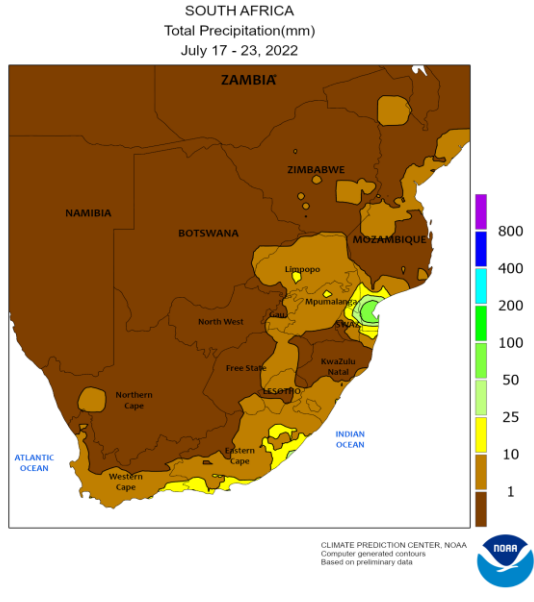 SOUTH AFRICA
Total Precipitation(mm)
July 17 - 23, 2022
ZAMBIA
ZIMBABWE
NAMIBIA
BOTSWANA
MOZAMBIQUE
Limpopo
Mpumalanga
North West
Gau
SWAZ
Free State
KwaZulu
Natal
LESOTHO
Northern
Cape
INDIAN
OCEAN
Eastern
Cape
ATLANTIC
OCEAN
Western
Cape
800
400
200
100
50
25
10
1
CLIMATE PREDICTION CENTER, NOAA
Computer generated contours
Based on preliminary data
NOAA